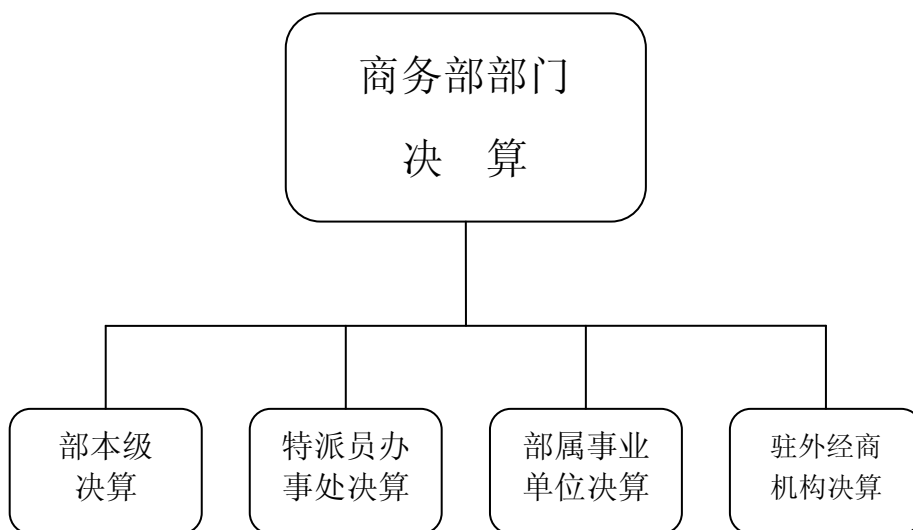 商务部部门
决　算
部本级
决算
特派员办
事处决算
部属事业
单位决算
驻外经商
机构决算